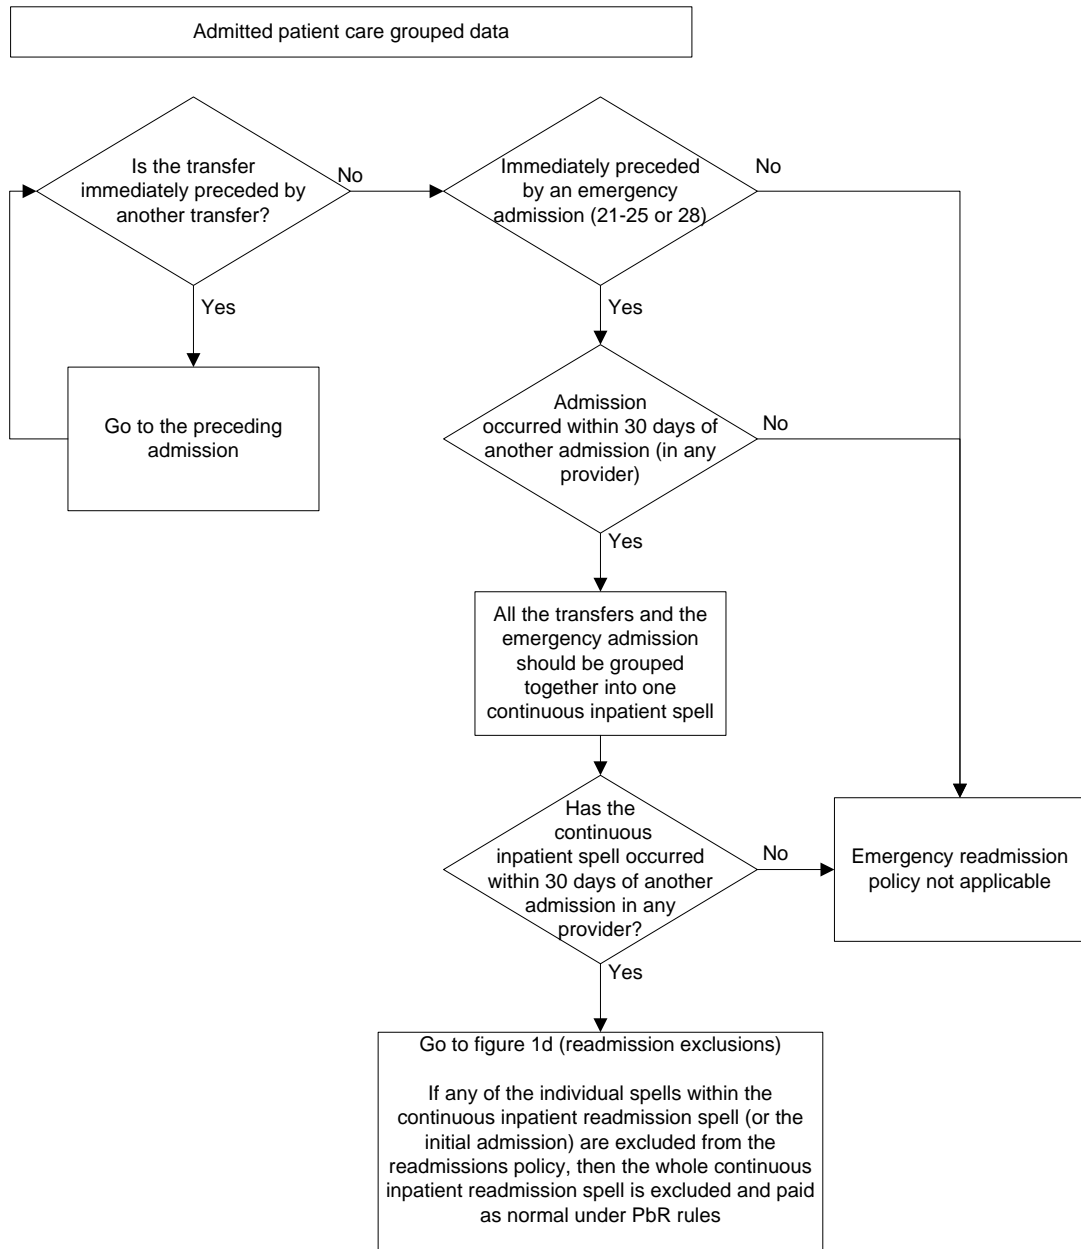 Admitted patient care grouped data
Is the transfer
immediately preceded by
another transfer?
No
Immediately preceded
by an emergency
admission (21-25 or 28)
No
Yes
Yes
Go to the preceding
admission
Admission
occurred within 30 days of
another admission (in any
provider)
No
Yes
All the transfers and the
emergency admission
should be grouped
together into one
continuous inpatient spell
Has the
continuous
inpatient spell occurred
within 30 days of another
admission in any
provider?
No
Emergency readmission
policy not applicable
Yes
Go to figure 1d (readmission exclusions)
If any of the individual spells within the
continuous inpatient readmission spell (or the
initial admission) are excluded from the
readmissions policy, then the whole continuous
inpatient readmission spell is excluded and paid
as normal under PbR rules